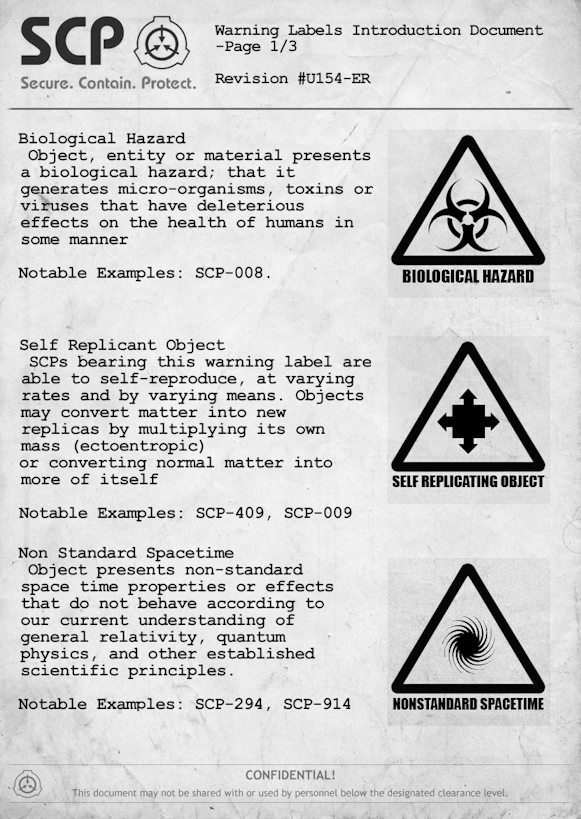 SCP
Secure. Contain. Protect.
Warning Labels Introduction Document
-Page 1/3
Revision #U154-ER
Biological Hazard
Object, entity or material presents
a biological hazard; that it
generates micro-organisms, toxins or
viruses that have deleterious
effects on the health of humans in
some manner
Notable Examples: SCP-008.
BIOLOGICAL HAZARD
Self Replicant Object
SCPs bearing this warning label are
able to self-reproduce, at varying
rates and by varying means. Objects
may convert matter into new
replicas by multiplying its own
mass (ectoentropic)
or converting normal matter into
more of itself
Notable Examples: SCP-409, SCP-009
SELF REPLICATING OBJECT
Non Standard Spacetime
Object presents non-standard
space time properties or effects
that do not behave according to
our current understanding of
general relativity, quantum
physics, and other established
scientific principles.
Notable Examples: SCP-294, SCP-914
NONSTANDARD SPACETIME
CONFIDENTIAL!
This document may not be shared with or used by personnel below the designated clearance level.